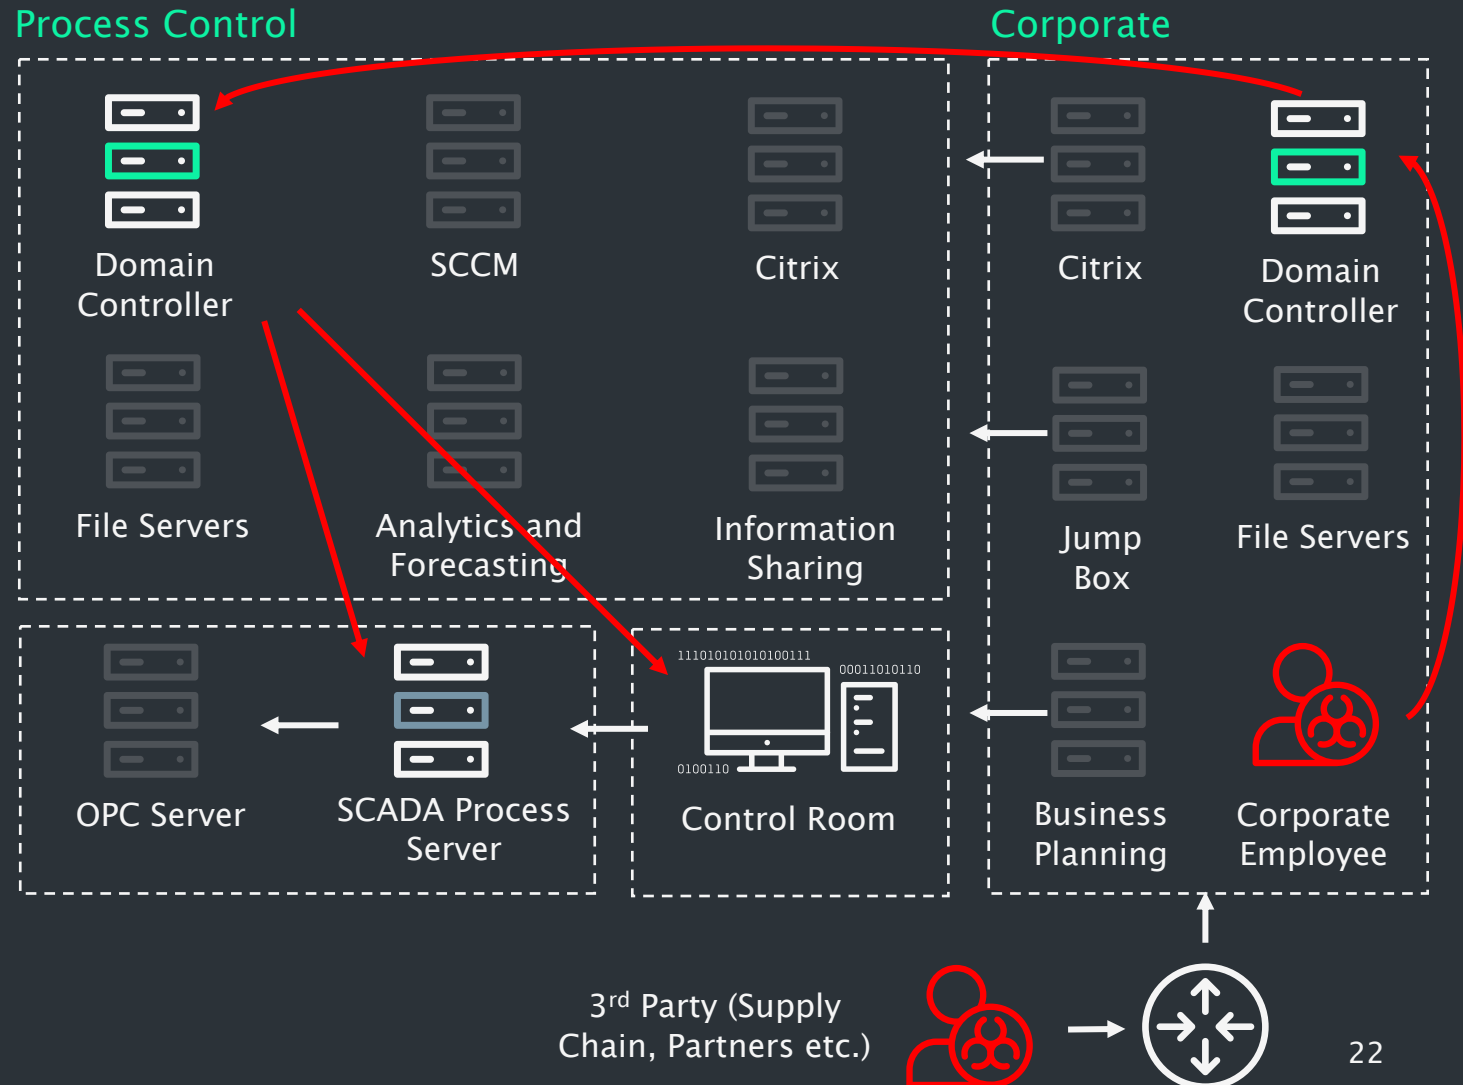 Process Control
Corporate
Domain
Controller
SCCM
Citrix
Citrix
Domain
Controller
File Servers
Analytics and
Forecasting
Information
Sharing
Jump
Box
File Servers
111010101010100111
00011010110
0100110
OPC Server
SCADA Process
Server
Control Room
Business
Planning
Corporate
Employee
3rd Party (Supply
Chain, Partners etc.)
22